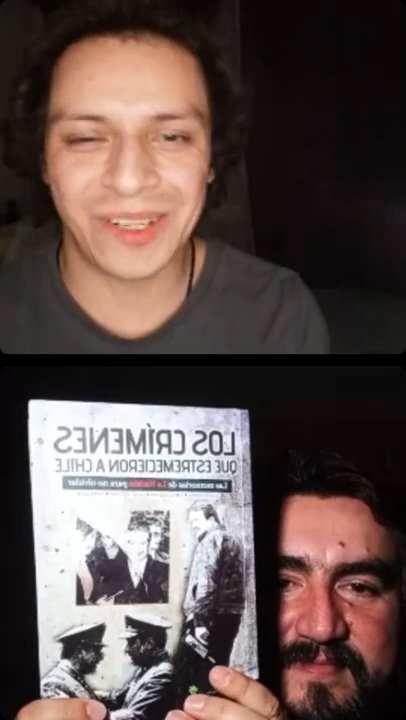 LOS CRÍMENES
QUE ESTREMECIERON A CHILE
Las memorias de La Nación para no olvidar